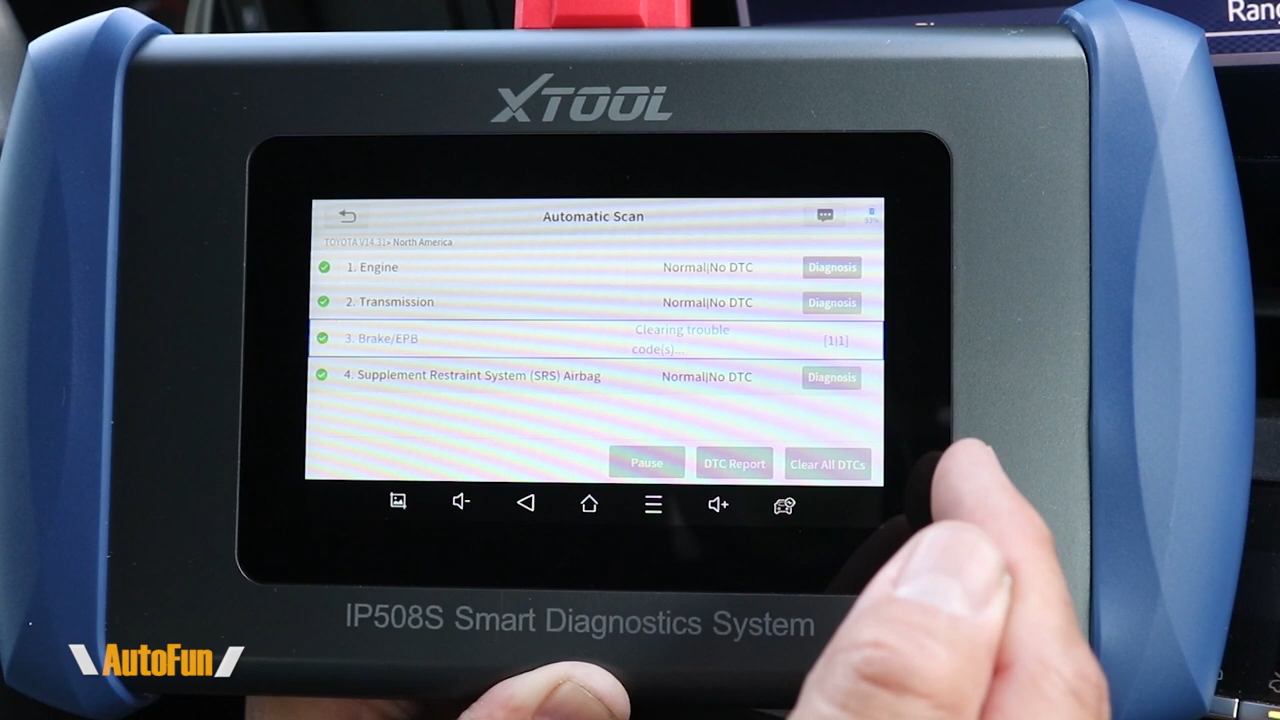 Rang
XTOOL
Automatic Scan
93%
TOYOTA V14.31> North America
1. Engine Normal|No DTC Diagnosis
2. Transmission Normal|No DTC Diagnosis
3. Brake/EPB Clearing trouble code(s)... [1|1]
4. Supplement Restraint System (SRS) Airbag Normal|No DTC Diagnosis
Pause DTC Report Clear All DTCs
IP508S Smart Diagnostics System
AutoFun